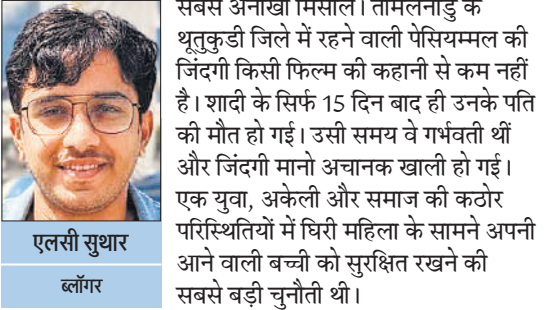 सबसे अनोखी मिसाल। तमिलनाडु के
थूतुकुडी जिले में रहने वाली पेसियम्मल की
जिंदगी किसी फिल्म की कहानी से कम नहीं
है। शादी के सिर्फ 15 दिन बाद ही उनके पति
की मौत हो गई। उसी समय वे गर्भवती थीं
और जिंदगी मानो अचानक खाली हो गई।
एक युवा, अकेली और समाज की कठोर
परिस्थितियों में घिरी महिला के सामने अपनी
आने वाली बच्ची को सुरक्षित रखने की
सबसे बड़ी चुनौती थी।
एलसी सुथार
ब्लॉगर